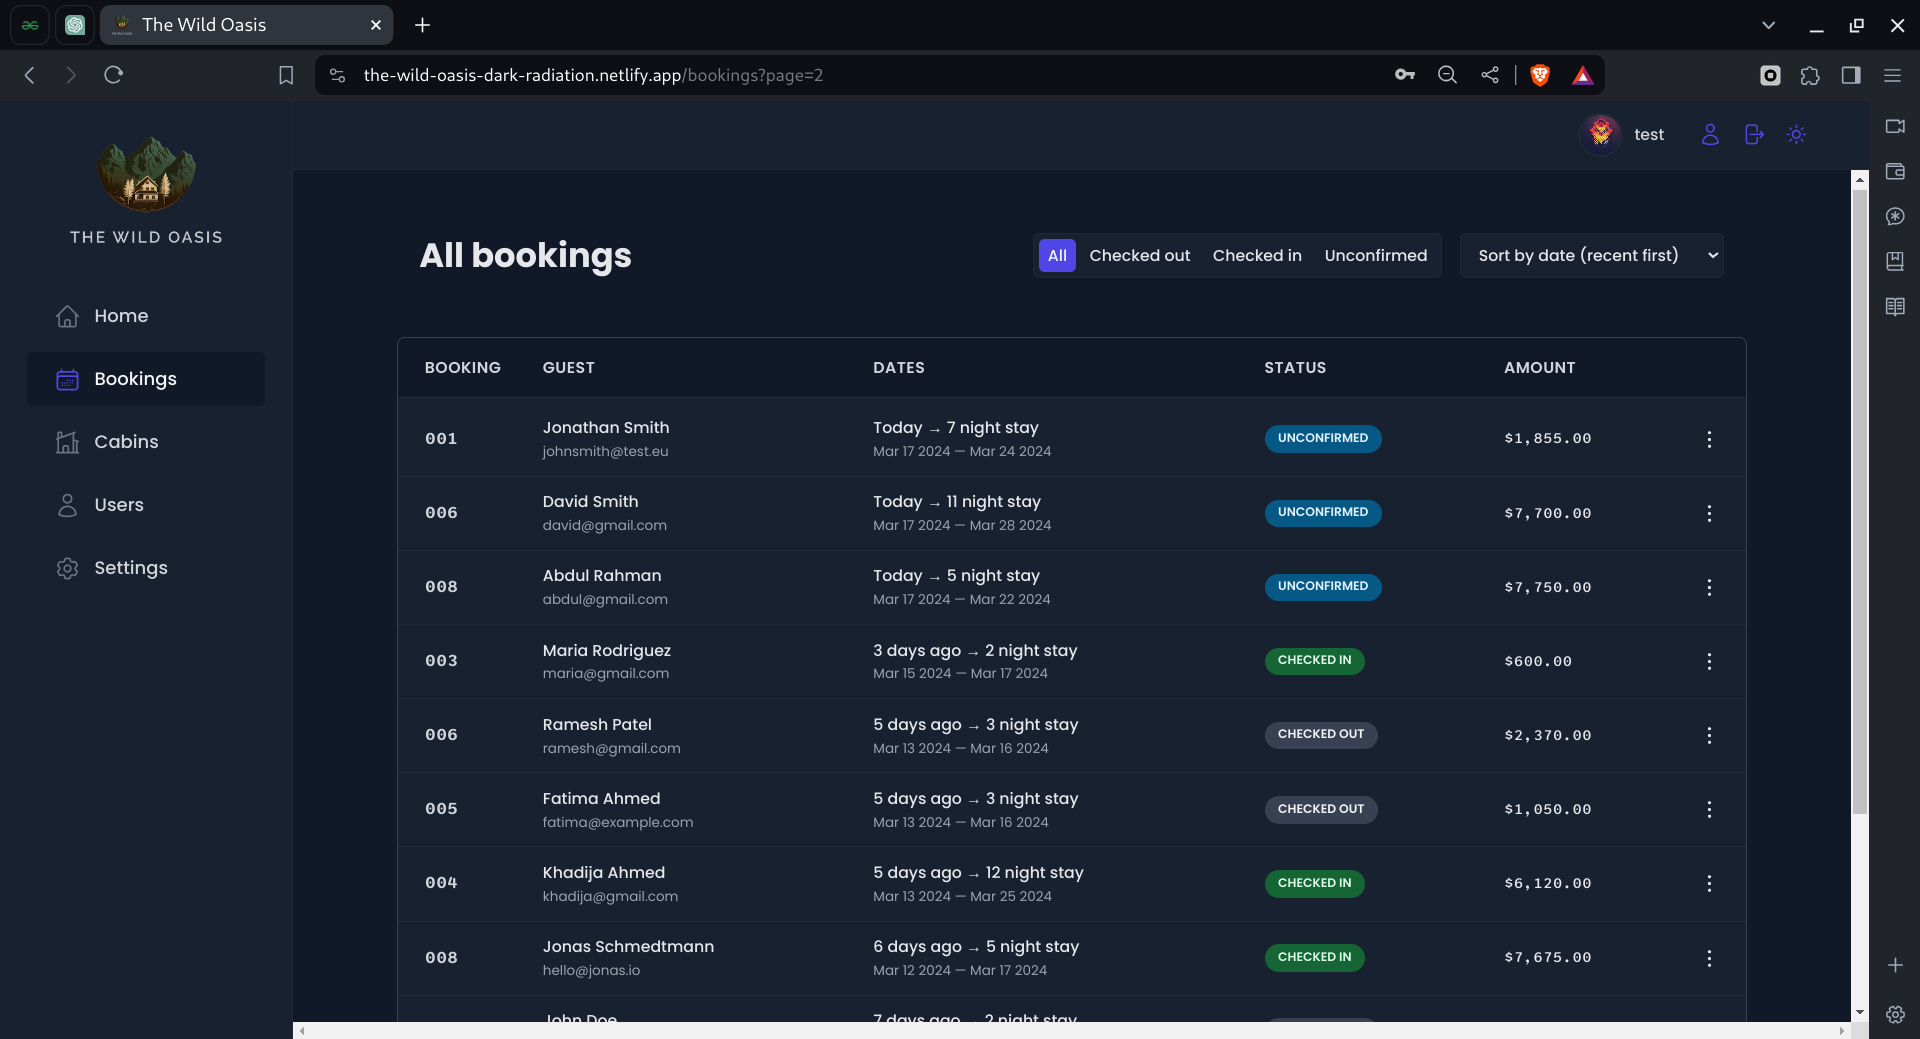 The Wild Oasis
the-wild-oasis-dark-radiation.netlify.app/bookings?page=2
THE WILD OASIS
test
Home
Bookings
Cabins
Users
Settings
All bookings
All Checked out Checked in Unconfirmed
Sort by date (recent first)
BOOKING GUEST DATES STATUS AMOUNT
001 Jonathan Smith Today → 7 night stay UNCONFIRMED $1,855.00
johnsmith@test.eu Mar 17 2024 — Mar 24 2024
006 David Smith Today → 11 night stay UNCONFIRMED $7,700.00
david@gmail.com Mar 17 2024 — Mar 28 2024
008 Abdul Rahman Today → 5 night stay UNCONFIRMED $7,750.00
abdul@gmail.com Mar 17 2024 — Mar 22 2024
003 Maria Rodriguez 3 days ago → 2 night stay CHECKED IN $600.00
maria@gmail.com Mar 15 2024 — Mar 17 2024
006 Ramesh Patel 5 days ago → 3 night stay CHECKED OUT $2,370.00
ramesh@gmail.com Mar 13 2024 — Mar 16 2024
005 Fatima Ahmed 5 days ago → 3 night stay CHECKED OUT $1,050.00
fatima@example.com Mar 13 2024 — Mar 16 2024
004 Khadija Ahmed 5 days ago → 12 night stay CHECKED IN $6,120.00
khadija@gmail.com Mar 13 2024 — Mar 25 2024
008 Jonas Schmedtmann 6 days ago → 5 night stay CHECKED IN $7,675.00
hello@jonas.io Mar 12 2024 — Mar 17 2024
John Doe 7 days ago → 2 night stay